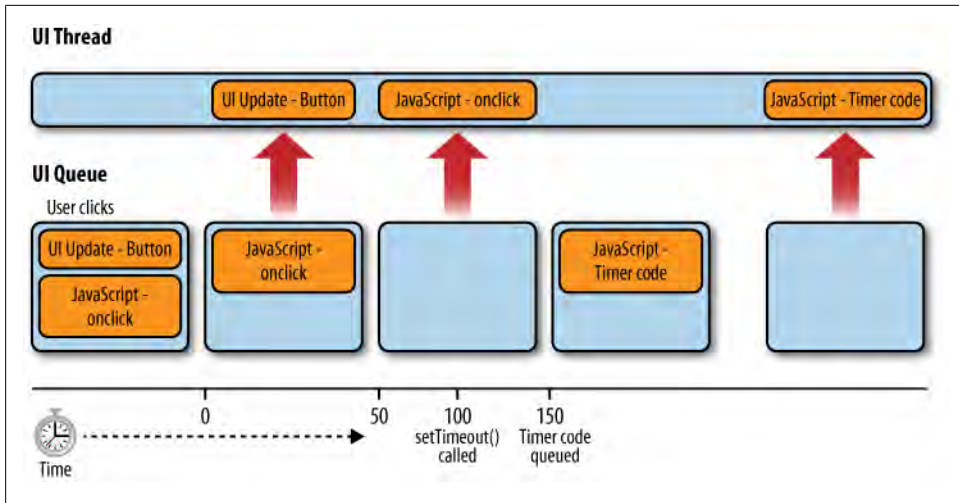 UI Thread
UI Update - Button
JavaScript - onclick
JavaScript - Timer code
UI Queue
User clicks
UI Update - Button
JavaScript -
onclick
JavaScript -
onclick
JavaScript -
Timer code
0
50
100
150
setTimeout()
called
Timer code
queued
Time